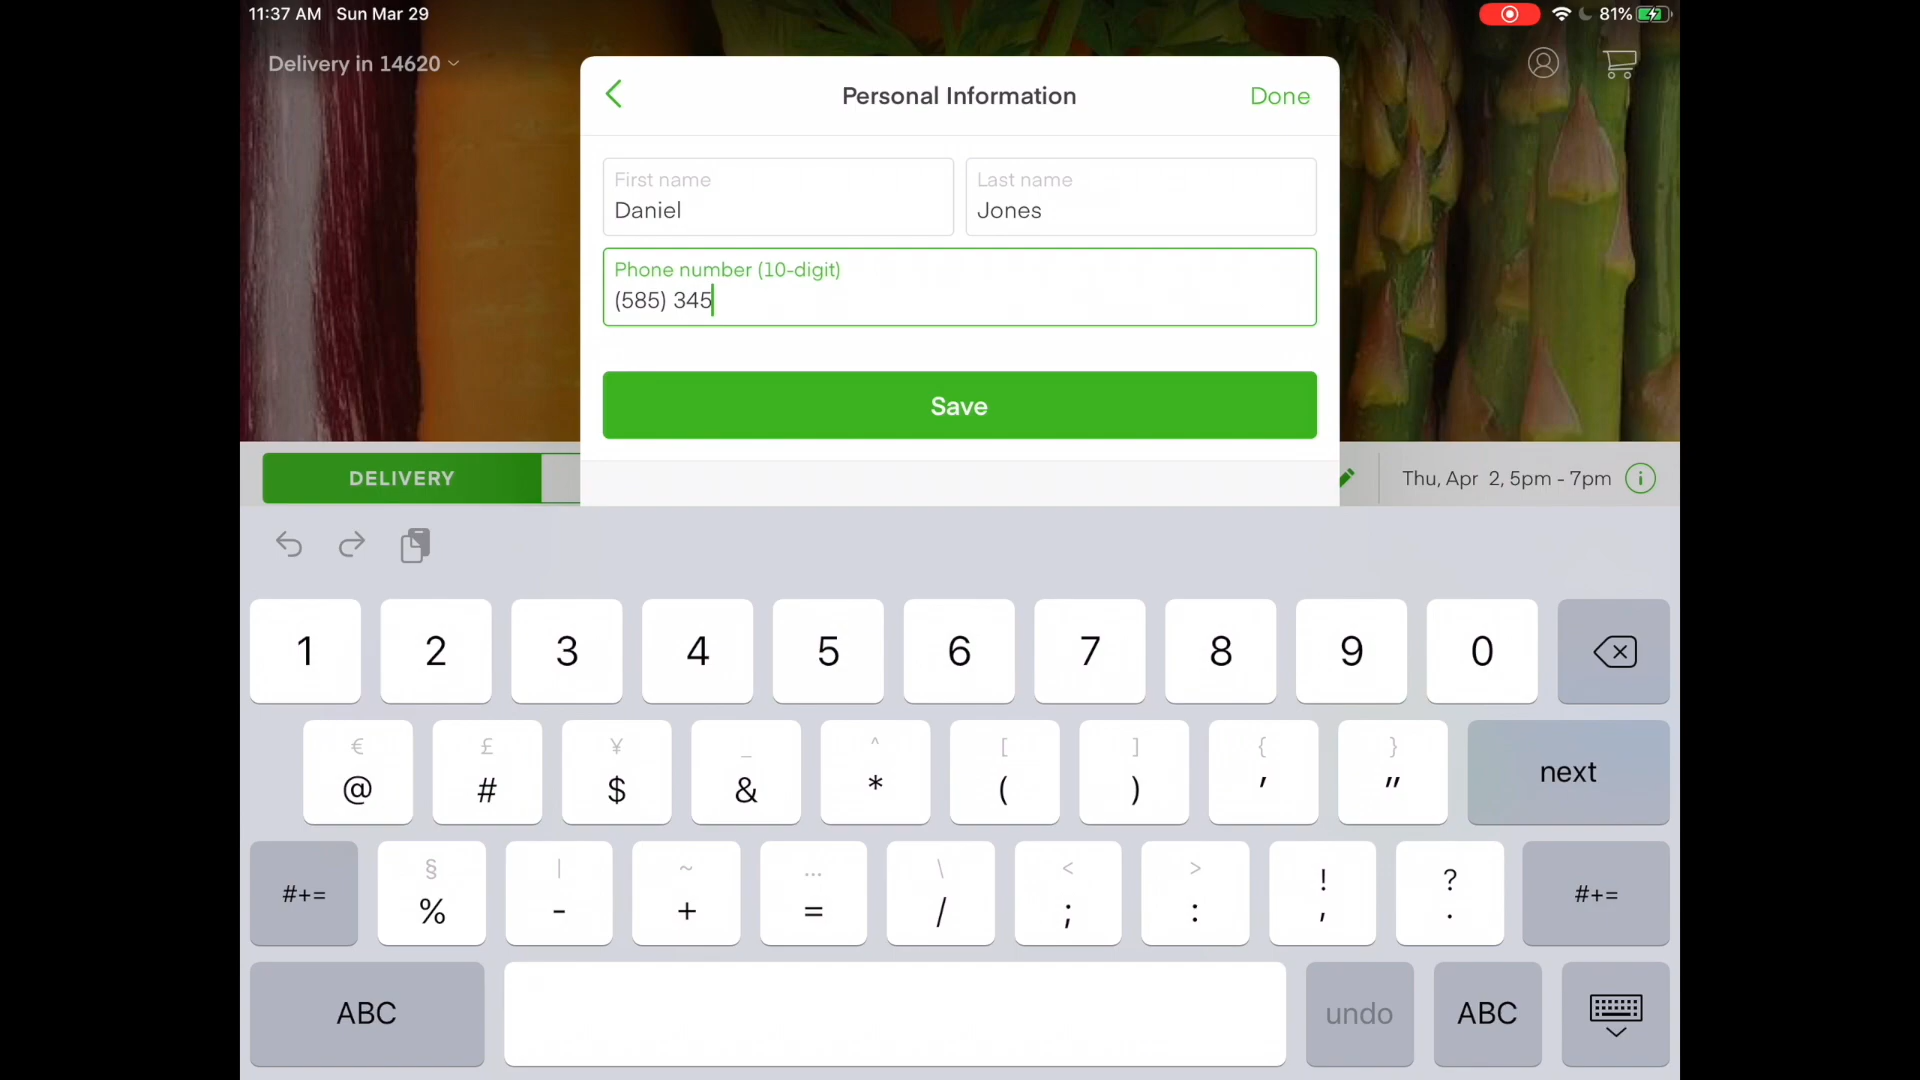 11:37 AM Sun Mar 29
81%
Delivery in 14620
Personal Information
Done
First name
Daniel
Last name
Jones
Phone number (10-digit)
(585) 345
Save
DELIVERY
Thu, Apr 2, 5pm - 7pm
1 2 3 4 5 6 7 8 9 0
€ £ ¥ _ ^ [ ] { }
@ # $ & * ( ) ' " next
§ | ~ … \ < > ! ?
#+= % - + = / ; : , . #+=
ABC undo ABC